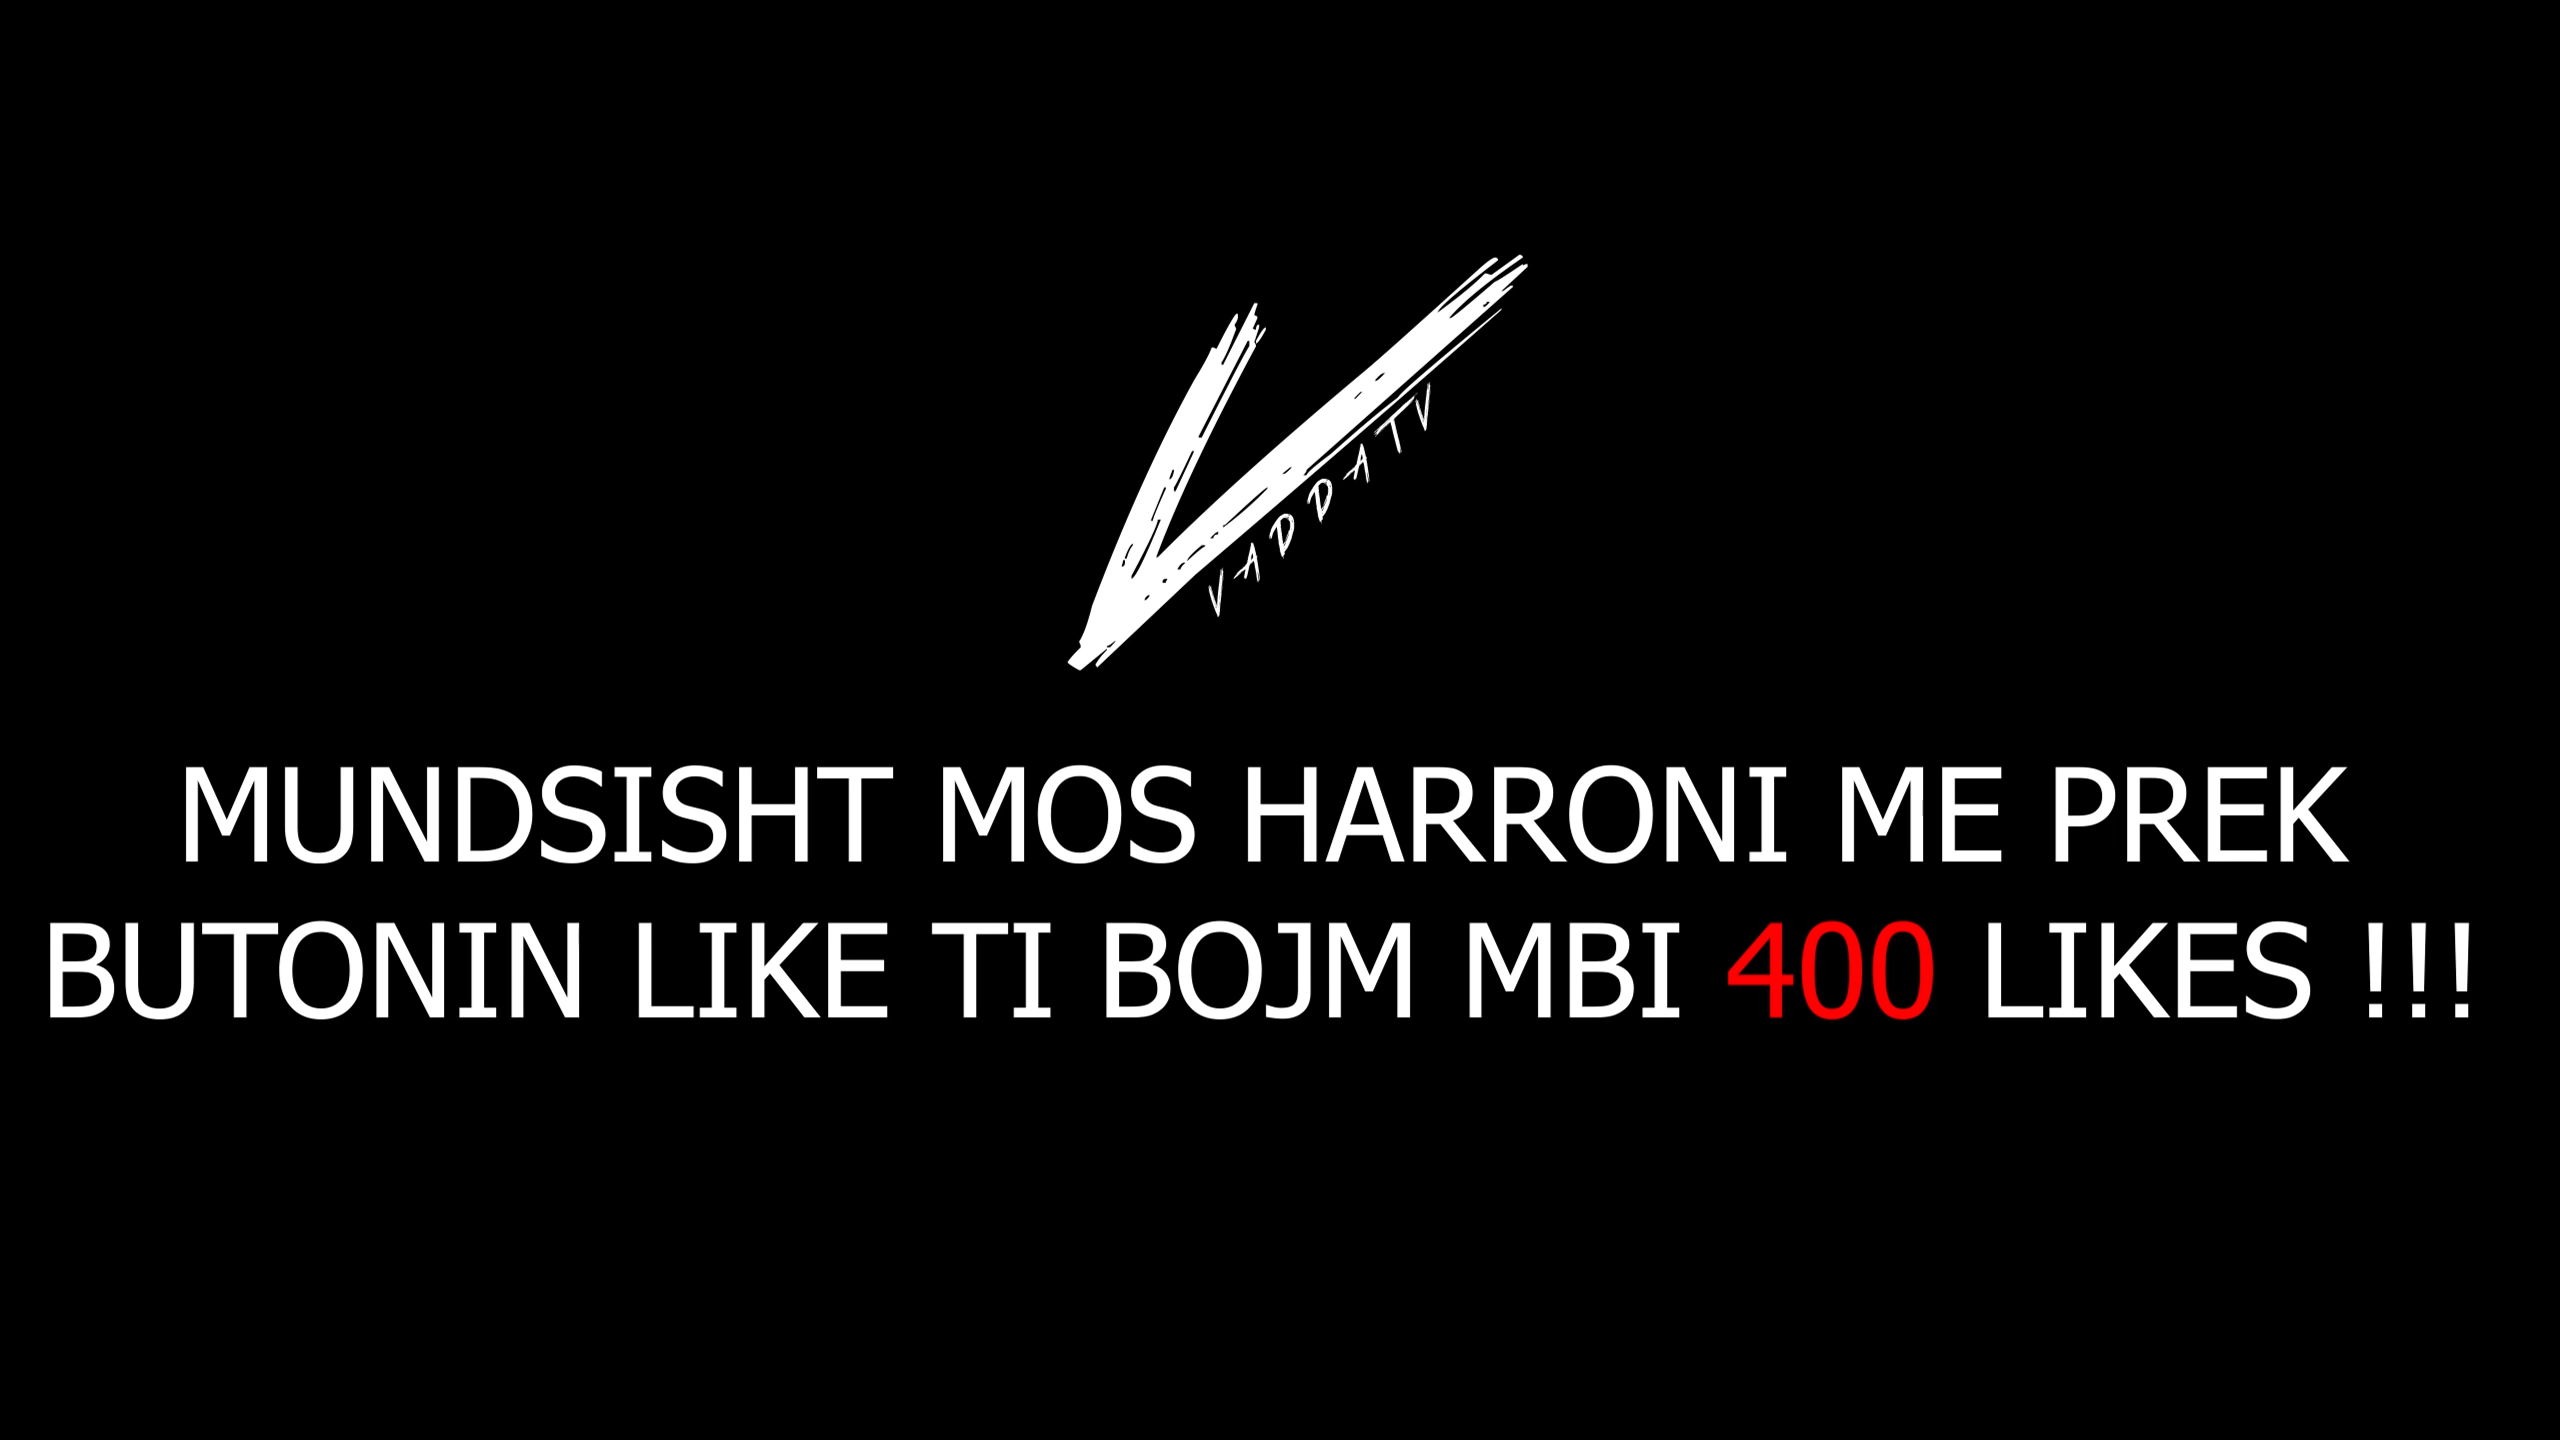 VADDATV
MUNDSISHT MOS HARRONI ME PREK
BUTONIN LIKE TI BOJM MBI 400 LIKES !!!